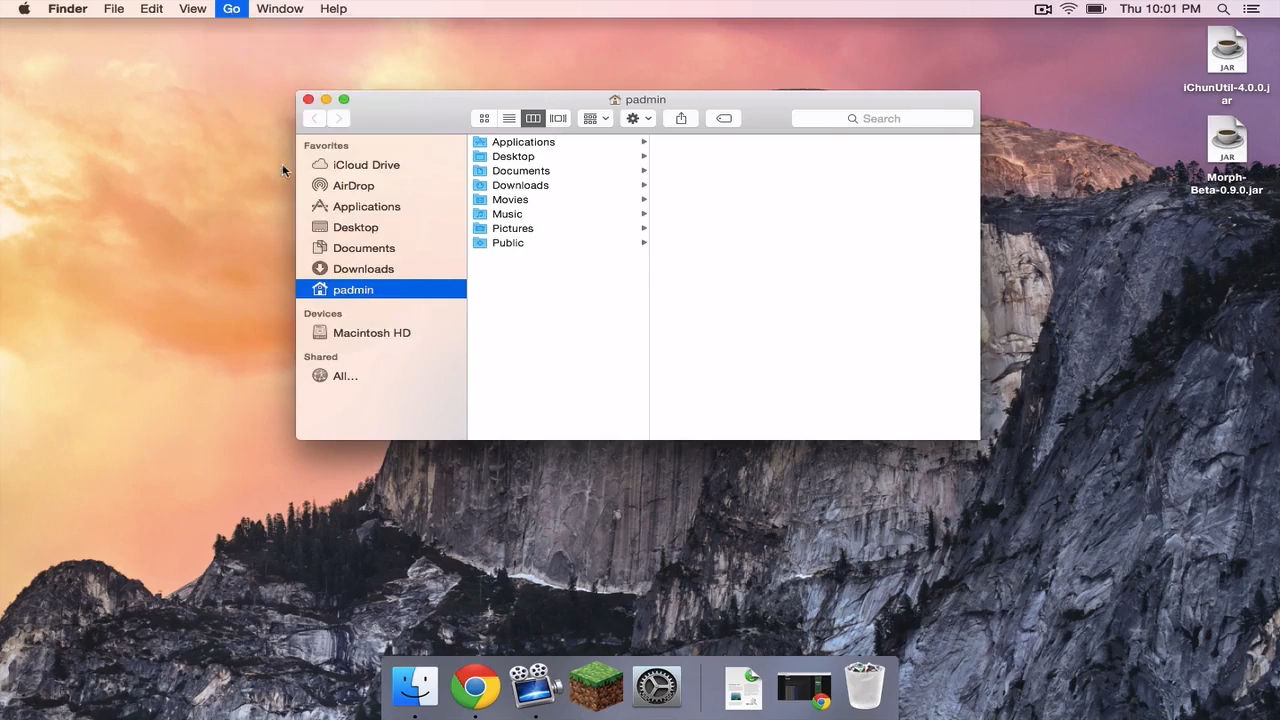 Finder File Edit View Go Window Help Thu 10:01 PM
padmin
Search
Favorites
iCloud Drive
AirDrop
Applications
Desktop
Documents
Downloads
padmin
Devices
Macintosh HD
Shared
All...
Applications
Desktop
Documents
Downloads
Movies
Music
Pictures
Public
JAR
iChunUtil-4.0.0.j
ar
JAR
Morph-
Beta-0.9.0.jar